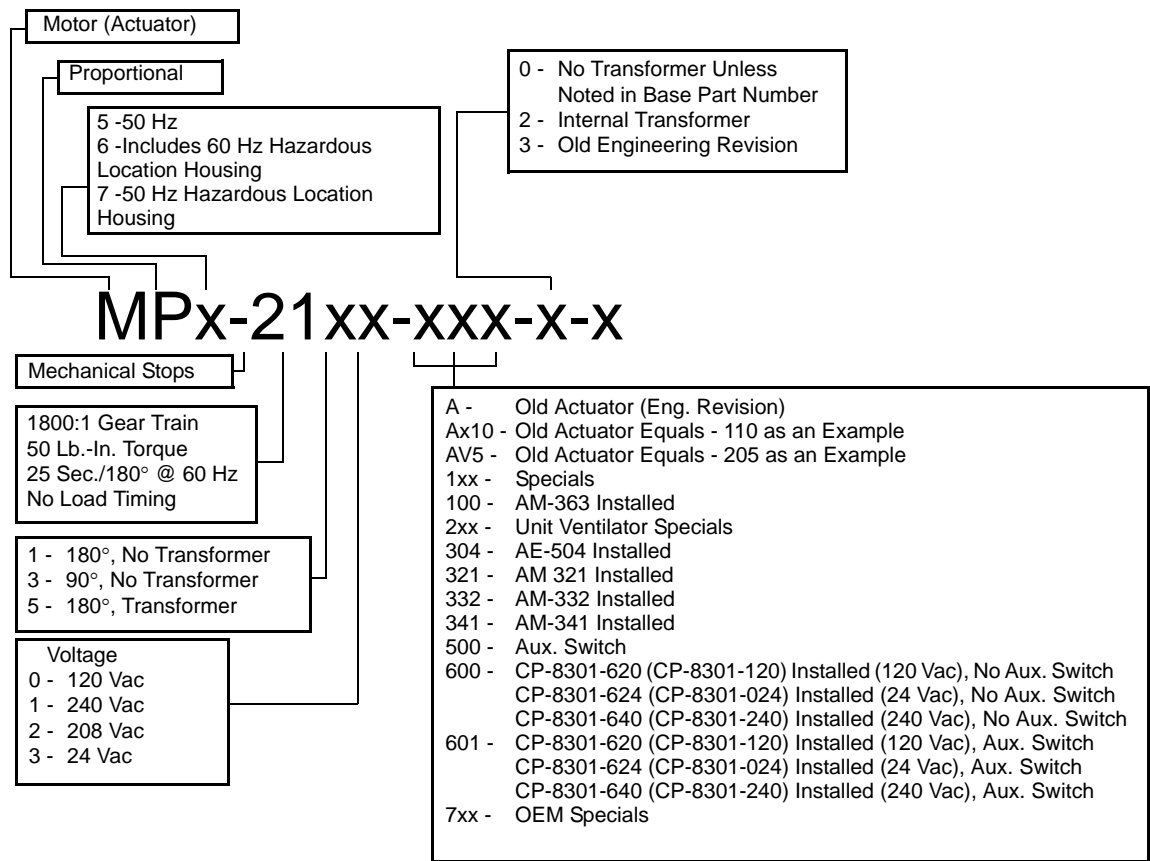 Motor (Actuator)
Proportional
5 -50 Hz
6 -Includes 60 Hz Hazardous
Location Housing
7 -50 Hz Hazardous Location
Housing
0 - No Transformer Unless
Noted in Base Part Number
2 - Internal Transformer
3 - Old Engineering Revision
MPx-21xx-xxx-x-x
Mechanical Stops
1800:1 Gear Train
50 Lb.-In. Torque
25 Sec./180° @ 60 Hz
No Load Timing
1 - 180°, No Transformer
3 - 90°, No Transformer
5 - 180°, Transformer
Voltage
0 - 120 Vac
1 - 240 Vac
2 - 208 Vac
3 - 24 Vac
A - Old Actuator (Eng. Revision)
Ax10 - Old Actuator Equals - 110 as an Example
AV5 - Old Actuator Equals - 205 as an Example
1xx - Specials
100 - AM-363 Installed
2xx - Unit Ventilator Specials
304 - AE-504 Installed
321 - AM 321 Installed
332 - AM-332 Installed
341 - AM-341 Installed
500 - Aux. Switch
600 - CP-8301-620 (CP-8301-120) Installed (120 Vac), No Aux. Switch
CP-8301-624 (CP-8301-024) Installed (24 Vac), No Aux. Switch
CP-8301-640 (CP-8301-240) Installed (240 Vac), No Aux. Switch
601 - CP-8301-620 (CP-8301-120) Installed (120 Vac), Aux. Switch
CP-8301-624 (CP-8301-024) Installed (24 Vac), Aux. Switch
CP-8301-640 (CP-8301-240) Installed (240 Vac), Aux. Switch
7xx - OEM Specials